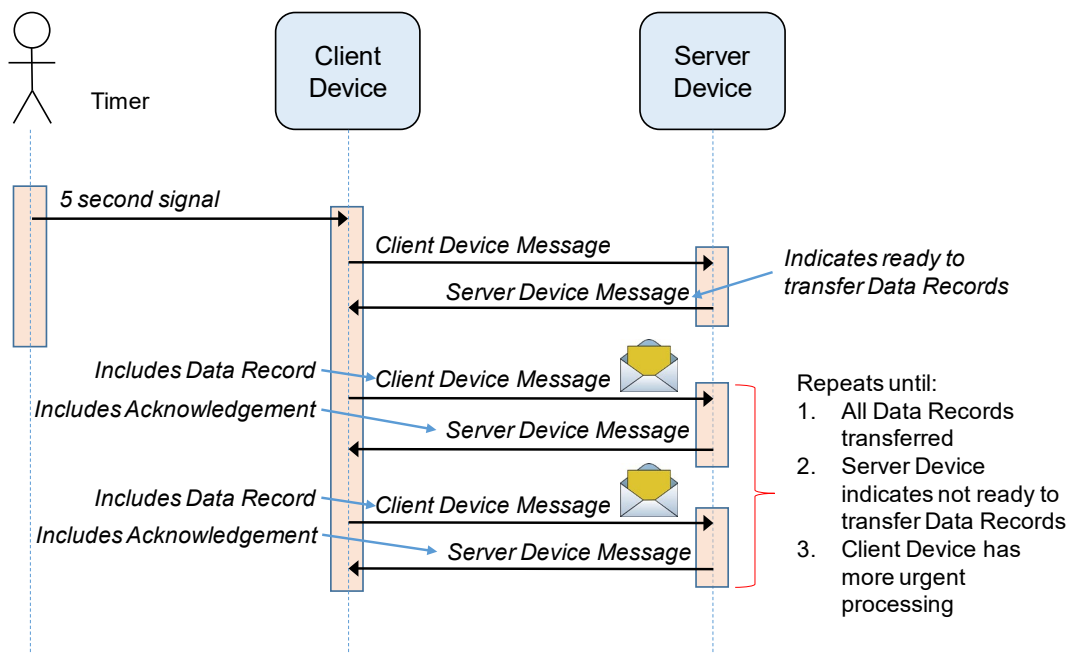 Client
Device
Server
Device
Timer
5 second signal
Client Device Message
Indicates ready to
transfer Data Records
Server Device Message
Includes Data Record
Client Device Message
Includes Acknowledgement
Server Device Message
Includes Data Record
Client Device Message
Includes Acknowledgement
Server Device Message
Repeats until:
1. All Data Records
transferred
2. Server Device
indicates not ready to
transfer Data Records
3. Client Device has
more urgent
processing